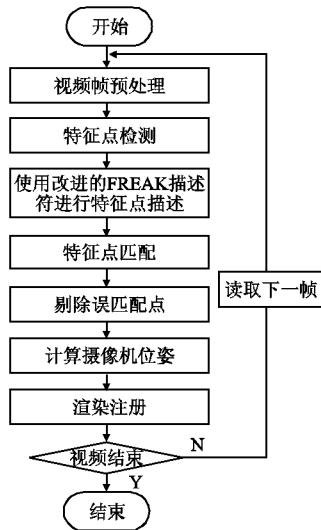 开始
视频帧预处理
特征点检测
使用改进的FREAK描述
符进行特征点描述
特征点匹配
剔除误匹配点
读取下一帧
计算摄像机位姿
渲染注册
视频结束
N
Y
结束